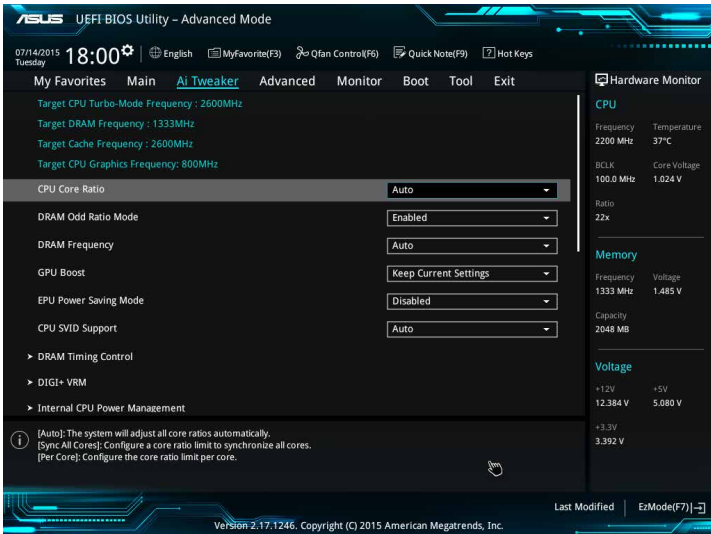 ASUS UEFI BIOS Utility – Advanced Mode
07/14/2015
Tuesday
18:00
English
MyFavorite(F3)
Qfan Control(F6)
Quick Note(F9)
? Hot Keys
My Favorites Main Ai Tweaker Advanced Monitor Boot Tool Exit
Target CPU Turbo-Mode Frequency : 2600MHz
Target DRAM Frequency : 1333MHz
Target Cache Frequency : 2600MHz
Target CPU Graphics Frequency: 800MHz
CPU Core Ratio Auto
DRAM Odd Ratio Mode Enabled
DRAM Frequency Auto
GPU Boost Keep Current Settings
EPU Power Saving Mode Disabled
CPU SVID Support Auto
> DRAM Timing Control
> DIGI+ VRM
> Internal CPU Power Management
[Auto]: The system will adjust all core ratios automatically.
[Sync All Cores]: Configure a core ratio limit to synchronize all cores.
[Per Core]: Configure the core ratio limit per core.
Hardware Monitor
CPU
Frequency Temperature
2200 MHz 37°C
BCLK Core Voltage
100.0 MHz 1.024 V
Ratio
22x
Memory
Frequency Voltage
1333 MHz 1.485 V
Capacity
2048 MB
Voltage
+12V +5V
12.384 V 5.080 V
+3.3V
3.392 V
Last Modified EzMode(F7)
Version 2.17.1246. Copyright (C) 2015 American Megatrends, Inc.